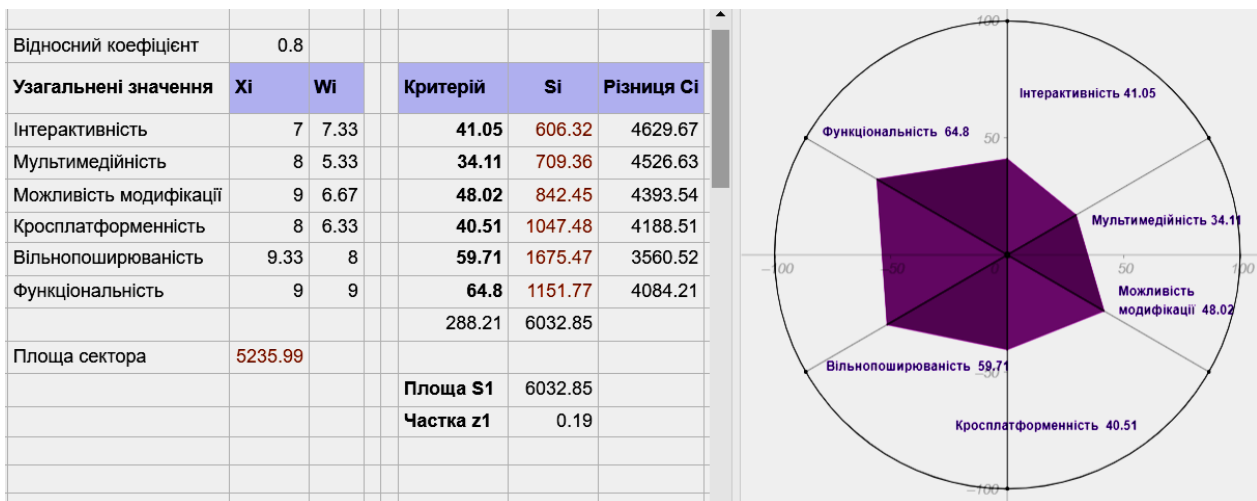 Відносний коефіцієнт 0.8
Узагальнені значення Xi Wi Критерій Si Різниця Ci
Інтерактивність 7 7.33 41.05 606.32 4629.67
Мультимедійність 8 5.33 34.11 709.36 4526.63
Можливість модифікації 9 6.67 48.02 842.45 4393.54
Кросплатформенність 8 6.33 40.51 1047.48 4188.51
Вільнопоширюваність 9.33 8 59.71 1675.47 3560.52
Функціональність 9 9 64.8 1151.77 4084.21
288.21 6032.85
Площа сектора 5235.99
Площа S1 6032.85
Частка z1 0.19
100
Інтерактивність 41.05
Функціональність 64.8
50
Мультимедійність 34.11
−100 −50 0 50 100
Можливість
модифікації 48.02
Вільнопоширюваність 59.71
−50
Кросплатформенність 40.51
−100